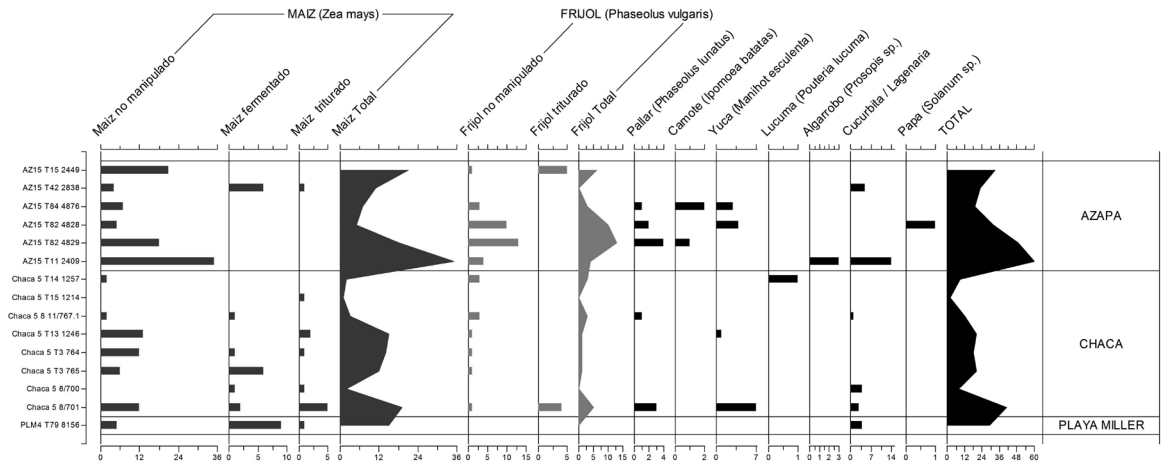 MAIZ (Zea mays)
FRIJOL (Phaseolus vulgaris)
Maiz no manipulado
Maiz fermentado
Maiz triturado
Maiz Total
Frijol no manipulado
Frijol triturado
Frijol Total
Pallar (Phaseolus lunatus)
Camote (Ipomoea batatas)
Yuca (Manihot esculenta)
Lucuma (Pouteria lucuma)
Algarrobo (Prosopis sp.)
Cucurbita / Lagenaria
Papa (Solanum sp.)
TOTAL
AZ15 T15 2449
AZ15 T42 2838
AZ15 T84 4876
AZ15 T82 4828
AZ15 T82 4829
AZ15 T11 2409
AZAPA
Chaca 5 T14 1257
Chaca 5 T15 1214
Chaca 5 8 11/767.1
Chaca 5 T13 1246
Chaca 5 T3 764
Chaca 5 T3 765
Chaca 5 8/700
Chaca 5 8/701
CHACA
PLM4 T79 8156
PLAYA MILLER
0 12 24 36 0 5 10 0 5 0 12 24 36 0 5 10 15 0 5 0 5 10 15 0 2 4 0 2 0 7 0 1 0 1 2 3 0 7 14 0 1 0 12 24 36 48 60